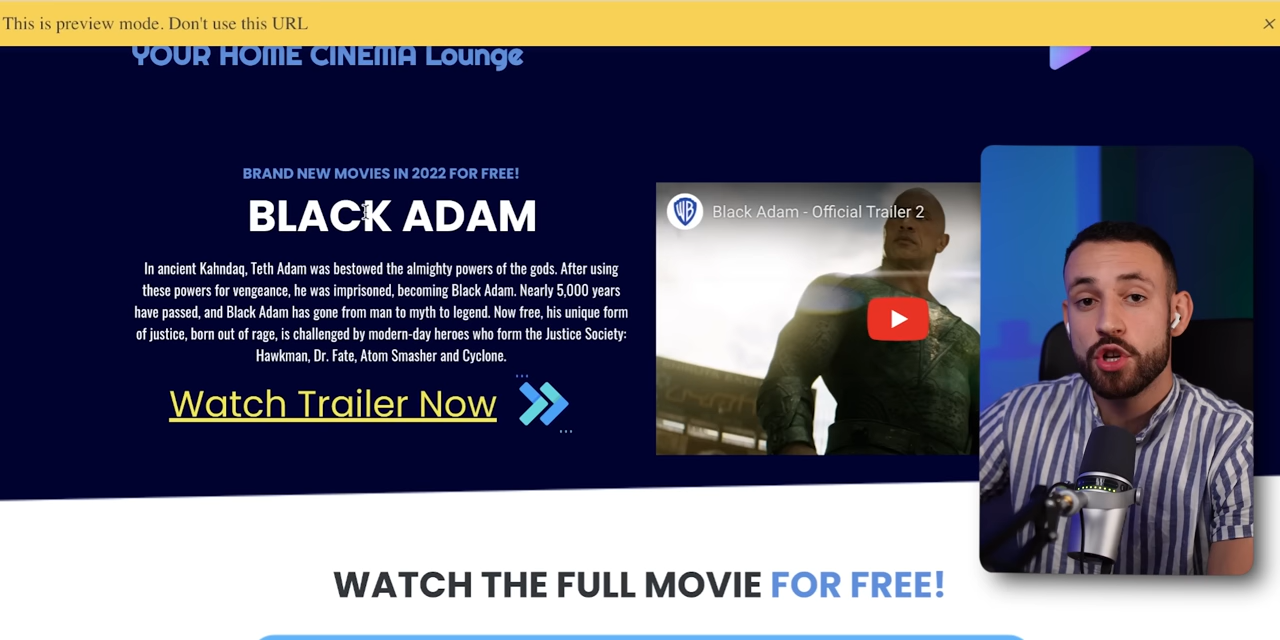 This is preview mode. Don't use this URL
YOUR HOME CINEMA Lounge
BRAND NEW MOVIES IN 2022 FOR FREE!
BLACK ADAM
In ancient Kahndaq, Teth Adam was bestowed the almighty powers of the gods. After using
these powers for vengeance, he was imprisoned, becoming Black Adam. Nearly 5,000 years
have passed, and Black Adam has gone from man to myth to legend. Now free, his unique form
of justice, born out of rage, is challenged by modern-day heroes who form the Justice Society:
Hawkman, Dr. Fate, Atom Smasher and Cyclone.
Watch Trailer Now
WB
Black Adam - Official Trailer 2
WATCH THE FULL MOVIE FOR FREE!